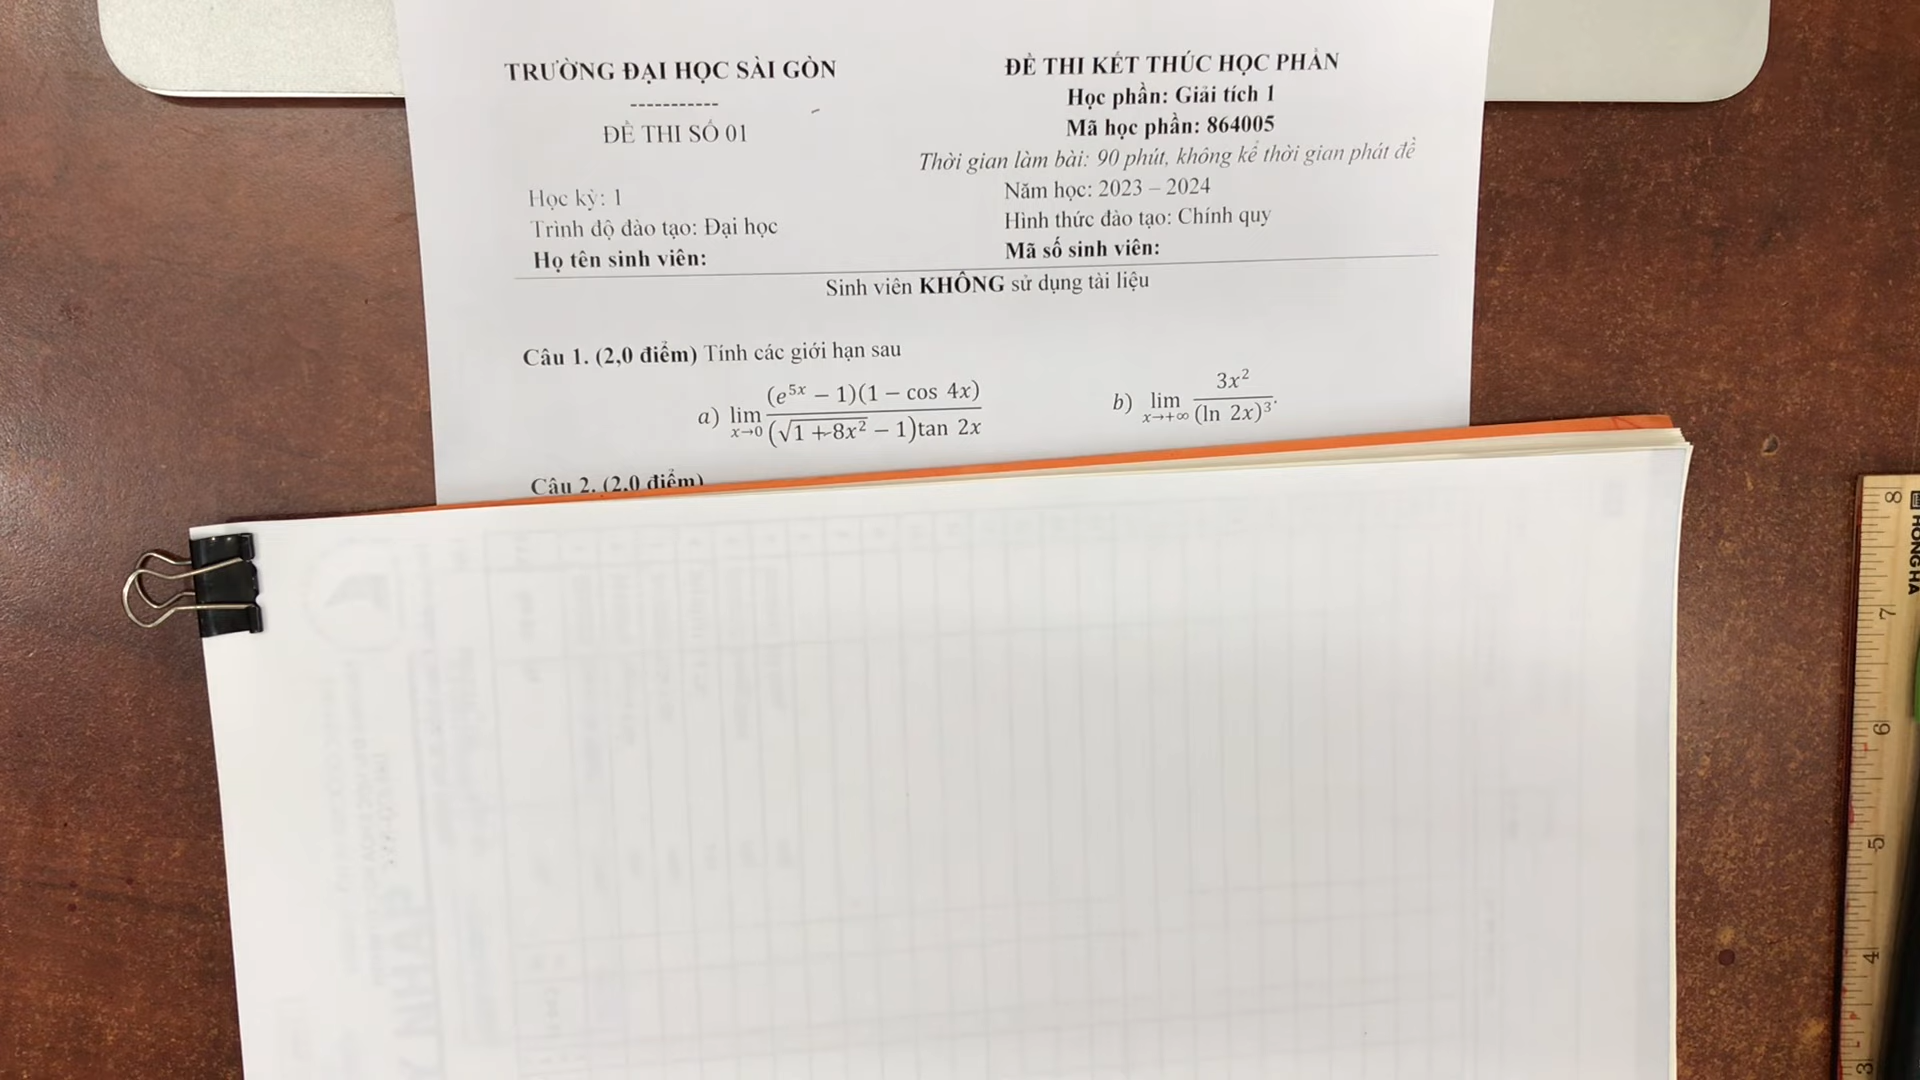 TRƯỜNG ĐẠI HỌC SÀI GÒN
-----------
ĐỀ THI SỐ 01
Học kỳ: 1
Trình độ đào tạo: Đại học
Họ tên sinh viên:
ĐỀ THI KẾT THÚC HỌC PHẦN
Học phần: Giải tích 1
Mã học phần: 864005
Thời gian làm bài: 90 phút, không kể thời gian phát đề
Năm học: 2023 – 2024
Hình thức đào tạo: Chính quy
Mã số sinh viên:
Sinh viên KHÔNG sử dụng tài liệu
Câu 1. (2,0 điểm) Tính các giới hạn sau
a) lim x→0 (e^{5x} − 1)(1 − cos 4x) / (√(1 + 8x²) − 1)tan 2x
b) lim x→+∞ 3x² / (ln 2x)³.
Câu 2. (2,0 điểm)
8
HONG HA
7
6
5
4
3